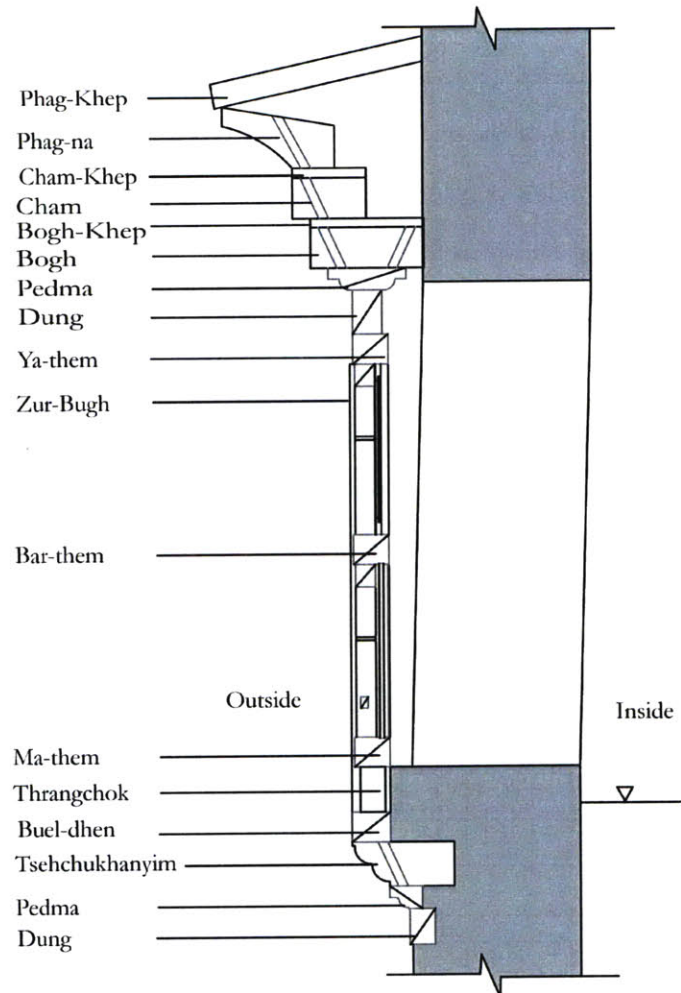 Phag-Khep
Phag-na
Cham-Khep
Cham
Bogh-Khep
Bogh
Pedma
Dung
Ya-them
Zur-Bugh
Bar-them
Outside
Inside
Ma-them
Thrangchok
Buel-dhen
Tsehchukhanyim
Pedma
Dung